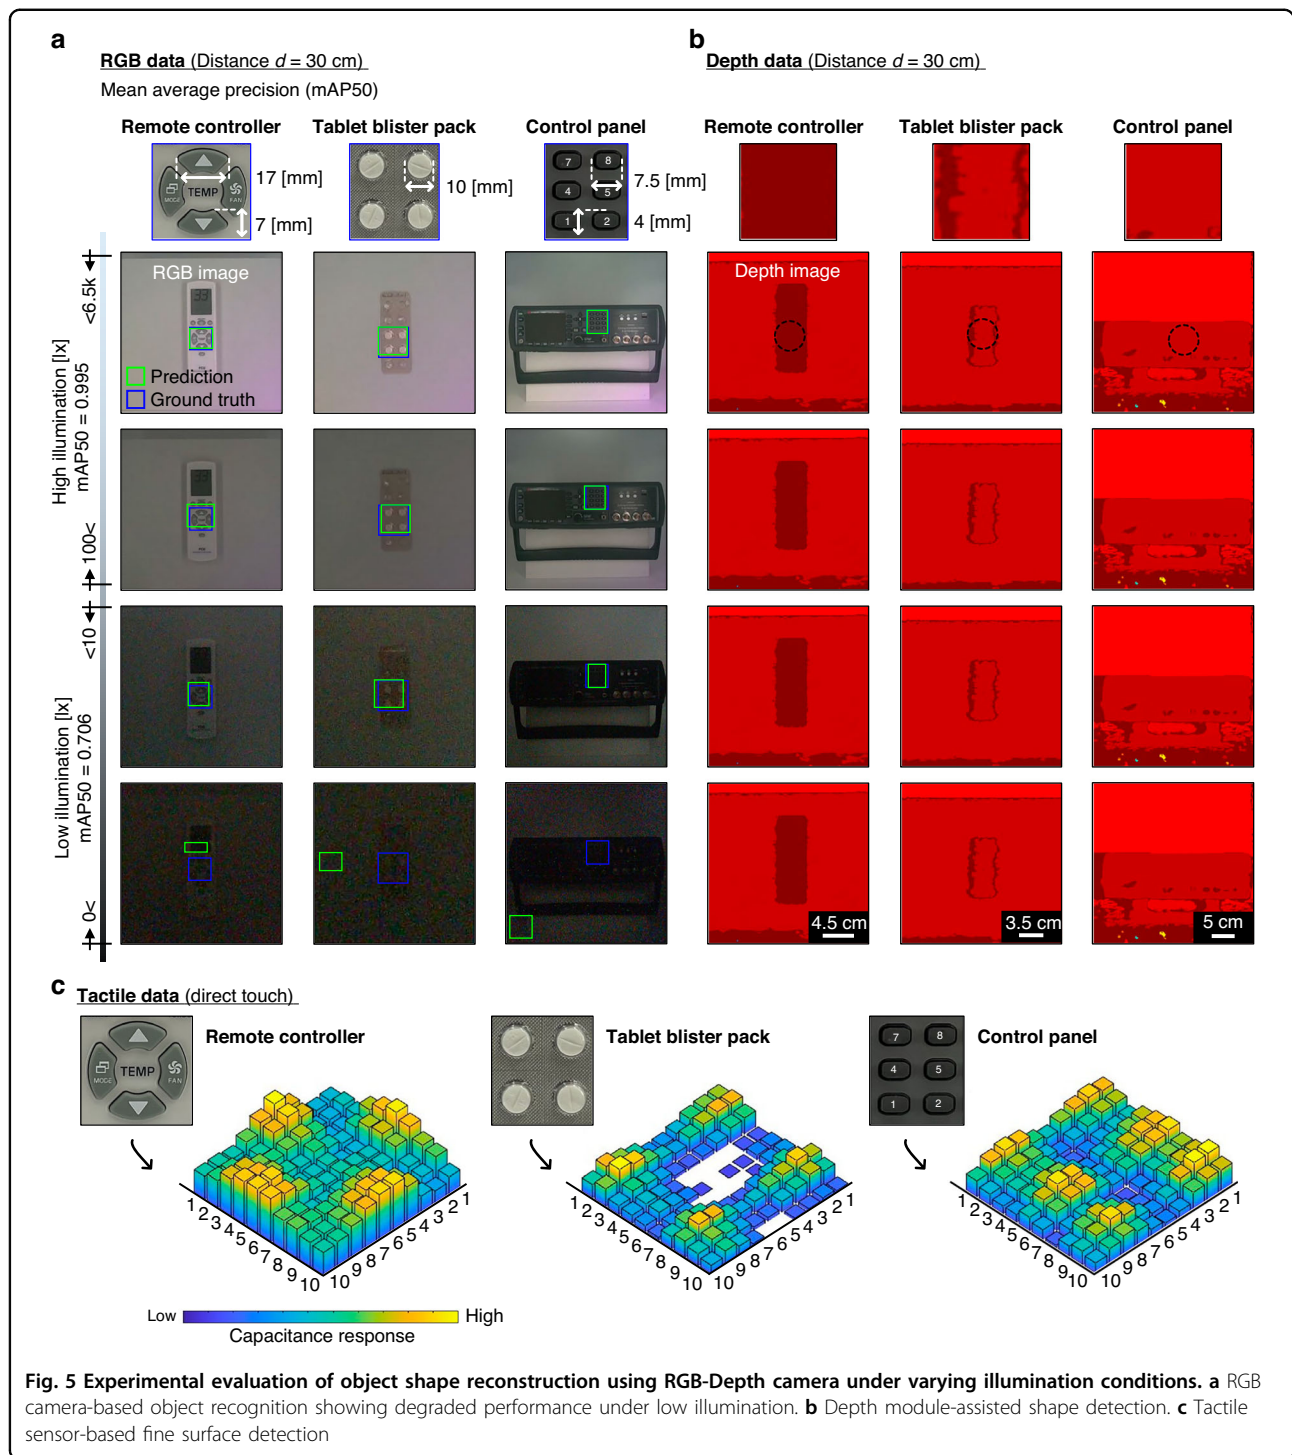 a
RGB data (Distance d = 30 cm)
Mean average precision (mAP50)
Remote controller
Tablet blister pack
Control panel
TEMP
MODE
FAN
17 [mm]
7 [mm]
10 [mm]
7 8
4 5
1 2
7.5 [mm]
4 [mm]
High illumination [lx]
mAP50 = 0.995
<6.5k
100<
Low illumination [lx]
mAP50 = 0.706
<10
0<
RGB image
Prediction
Ground truth
b
Depth data (Distance d = 30 cm)
Remote controller
Tablet blister pack
Control panel
Depth image
4.5 cm
3.5 cm
5 cm
c
Tactile data (direct touch)
Remote controller
TEMP
MODE
FAN
1 2 3 4 5 6 7 8 9 10
10 9 8 7 6 5 4 3 2 1
Tablet blister pack
1 2 3 4 5 6 7 8 9 10
10 9 8 7 6 5 4 3 2 1
Control panel
7 8
4 5
1 2
1 2 3 4 5 6 7 8 9 10
10 9 8 7 6 5 4 3 2 1
Low
High
Capacitance response
Fig. 5 Experimental evaluation of object shape reconstruction using RGB-Depth camera under varying illumination conditions. a RGB
camera-based object recognition showing degraded performance under low illumination. b Depth module-assisted shape detection. c Tactile
sensor-based fine surface detection